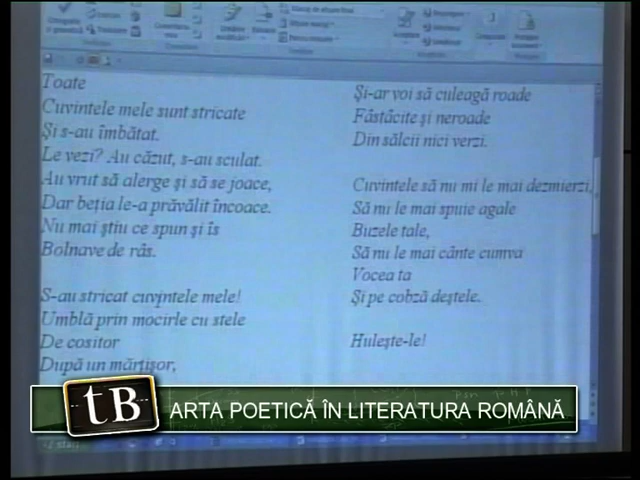 Toate
Cuvintele mele sunt stricate
Și s-au îmbătat.
Le vezi? Au căzut, s-au sculat.
Au vrut să alerge și să se joace,
Dar beția le-a prăvălit încoace.
Nu mai știu ce spun și îs
Bolnave de râs.
S-au stricat cuvintele mele!
Umblă prin mocirle cu stele
De cositor
După un mărțișor,
Și-ar voi să culeagă roade
Fâstâcite și neroade
Din sălcii nici verzi.
Cuvintele să nu mi le mai dezmierzi,
Să nu le mai spuie agale
Buzele tale,
Să nu le mai cânte cumva
Vocea ta
Și pe cobză deștele.
Hulește-le!
tB
ARTA POETICĂ ÎN LITERATURA ROMÂNĂ